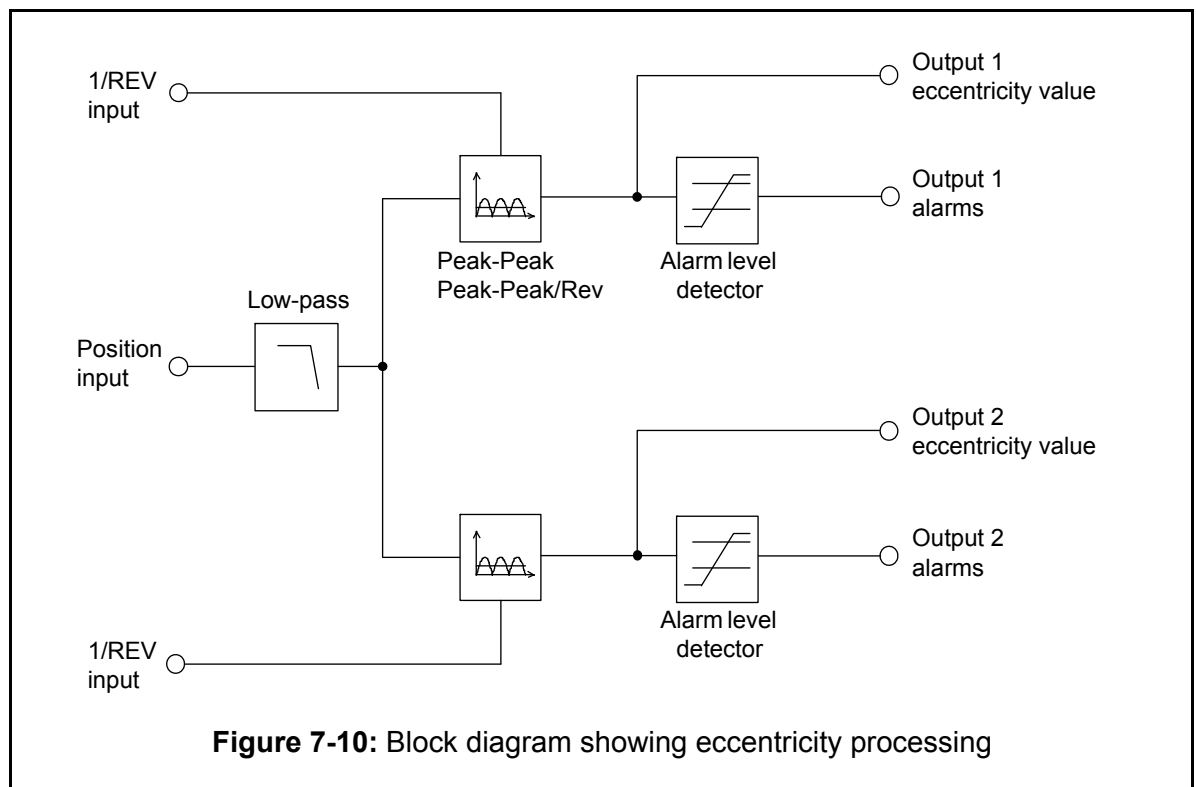 1/REV
input
Output 1
eccentricity value
Output 1
alarms
Peak-Peak
Peak-Peak/Rev
Alarm level
detector
Low-pass
Position
input
Output 2
eccentricity value
Output 2
alarms
Alarm level
detector
1/REV
input
Figure 7-10: Block diagram showing eccentricity processing